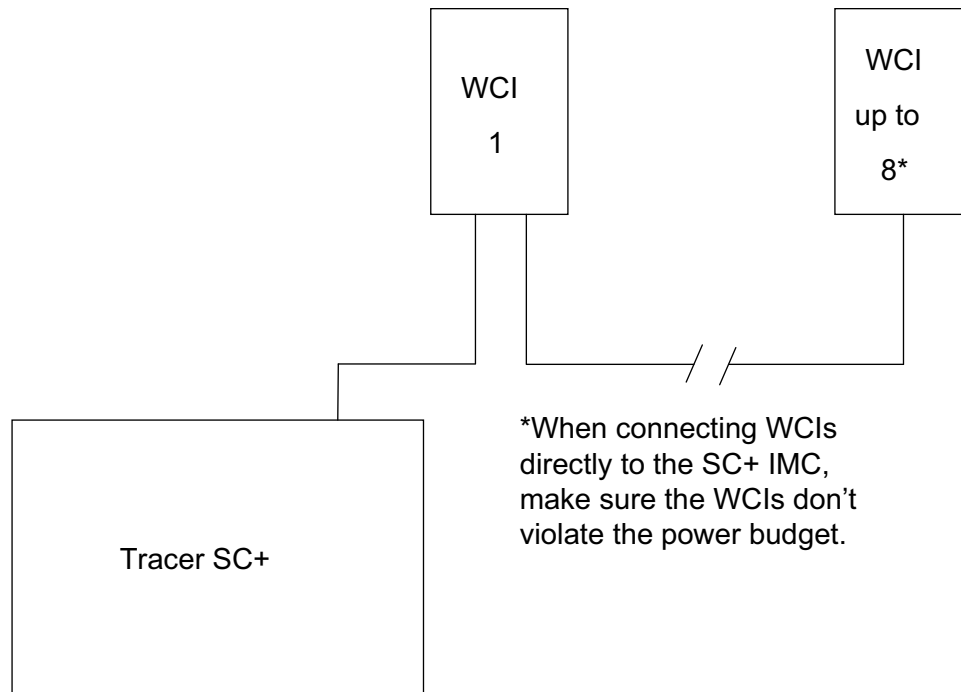 WCI
1
WCI
up to
8*
*When connecting WCIs
directly to the SC+ IMC,
make sure the WCIs don’t
violate the power budget.
Tracer SC+